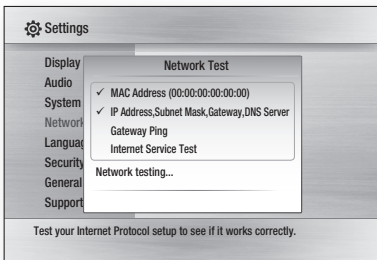 Settings
Display
Audio
System
Network
Languag
Security
General
Support
Network Test
✓ MAC Address (00:00:00:00:00:00)
✓ IP Address,Subnet Mask,Gateway,DNS Server
Gateway Ping
Internet Service Test
Network testing...
Test your Internet Protocol setup to see if it works correctly.